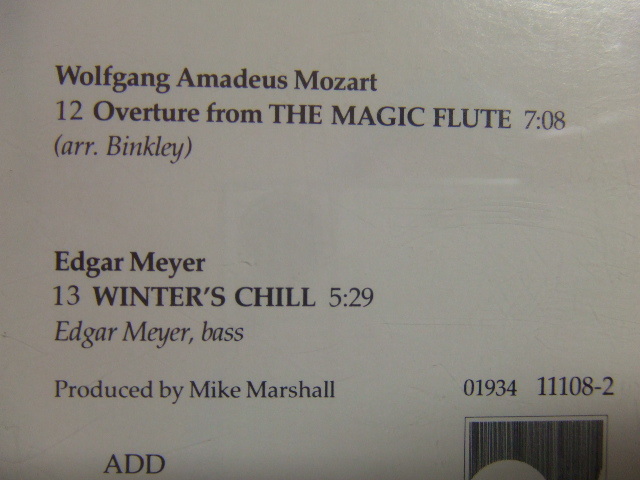 Wolfgang Amadeus Mozart
12 Overture from THE MAGIC FLUTE 7:08
(arr. Binkley)
Edgar Meyer
13 WINTER'S CHILL 5:29
Edgar Meyer, bass
Produced by Mike Marshall
01934 11108-2
ADD